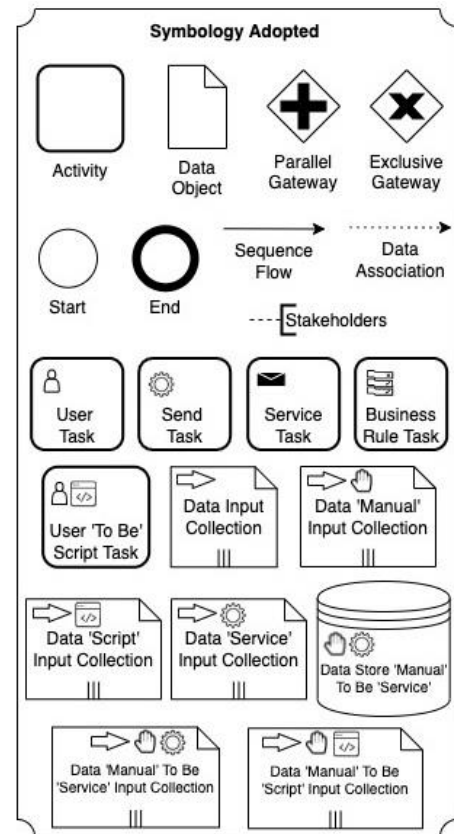 Symbology Adopted
Activity
Data
Object
Parallel
Gateway
Exclusive
Gateway
Start
End
Sequence
Flow
Data
Association
Stakeholders
User
Task
Send
Task
Service
Task
Business
Rule Task
</>
User 'To Be'
Script Task
Data Input
Collection
Data 'Manual'
Input Collection
</>
Data 'Script'
Input Collection
Data 'Service'
Input Collection
Data Store 'Manual'
To Be 'Service'
Data 'Manual' To Be
'Service' Input Collection
</>
Data 'Manual' To Be
'Script' Input Collection